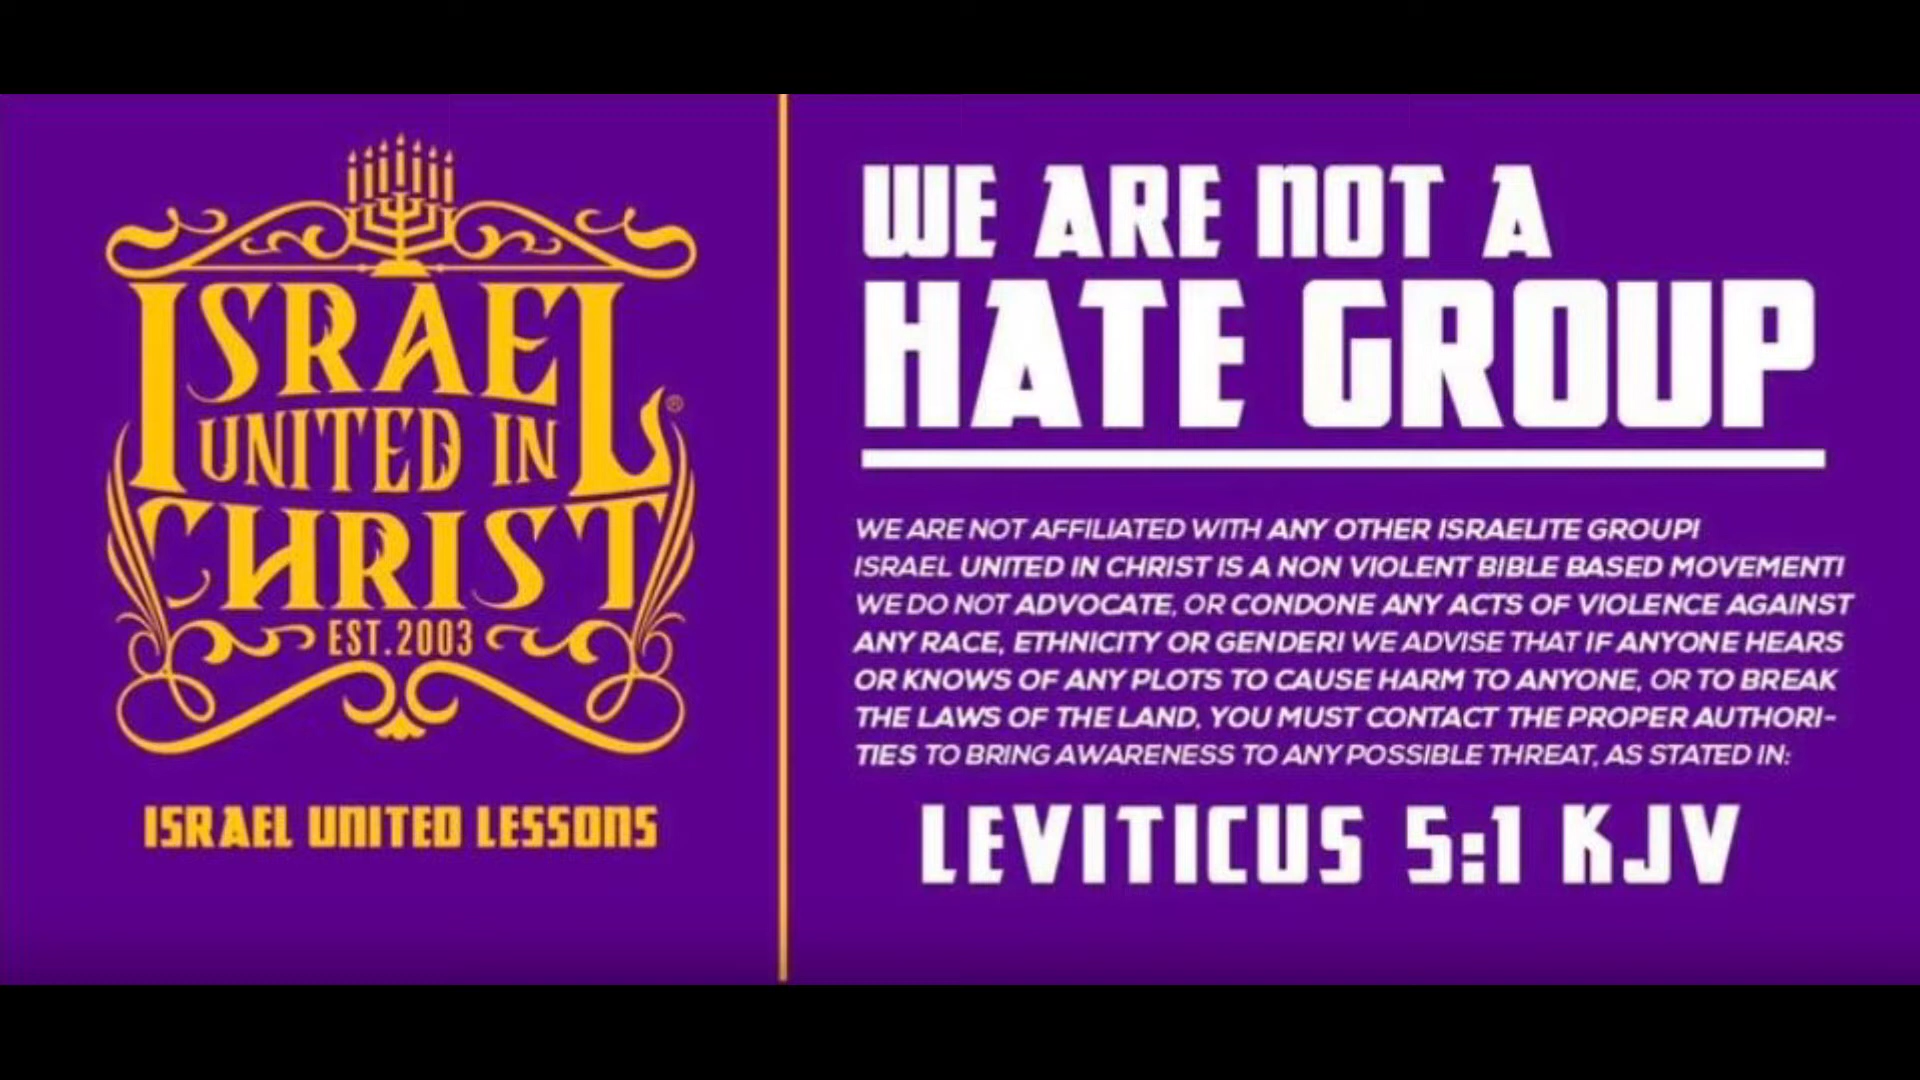 ISRAEL
UNITED IN
CHRIST
®
EST.2003
ISRAEL UNITED LESSONS
WE ARE NOT A
HATE GROUP
WE ARE NOT AFFILIATED WITH ANY OTHER ISRAELITE GROUP!
ISRAEL UNITED IN CHRIST IS A NON VIOLENT BIBLE BASED MOVEMENT!
WE DO NOT ADVOCATE, OR CONDONE ANY ACTS OF VIOLENCE AGAINST
ANY RACE, ETHNICITY OR GENDER! WE ADVISE THAT IF ANYONE HEARS
OR KNOWS OF ANY PLOTS TO CAUSE HARM TO ANYONE, OR TO BREAK
THE LAWS OF THE LAND, YOU MUST CONTACT THE PROPER AUTHORI-
TIES TO BRING AWARENESS TO ANY POSSIBLE THREAT, AS STATED IN:
LEVITICUS 5:1 KJV